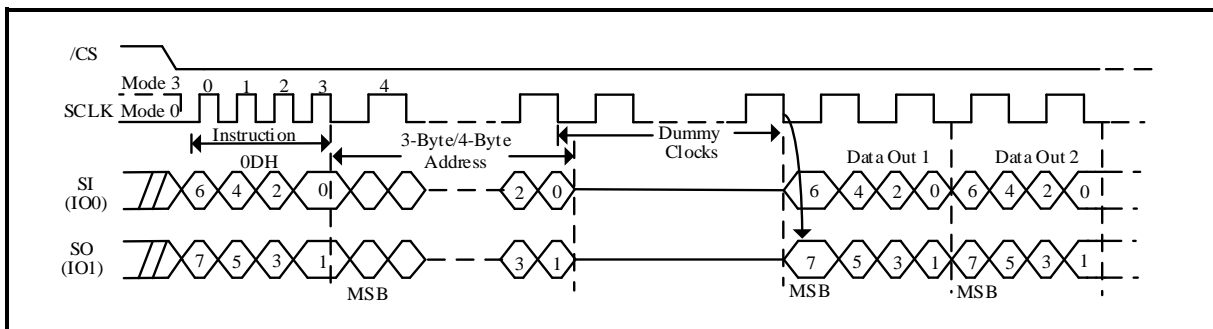 /CS
Mode 3 0 1 2 3 4
SCLK Mode 0
Instruction
0DH
3-Byte/4-Byte
Address
Dummy
Clocks
Data Out 1
Data Out 2
SI
(IO0)
6 4 2 0 2 0 6 4 2 0 6 4 2 0
SO
(IO1)
7 5 3 1 3 1 7 5 3 1 7 5 3 1
MSB MSB MSB